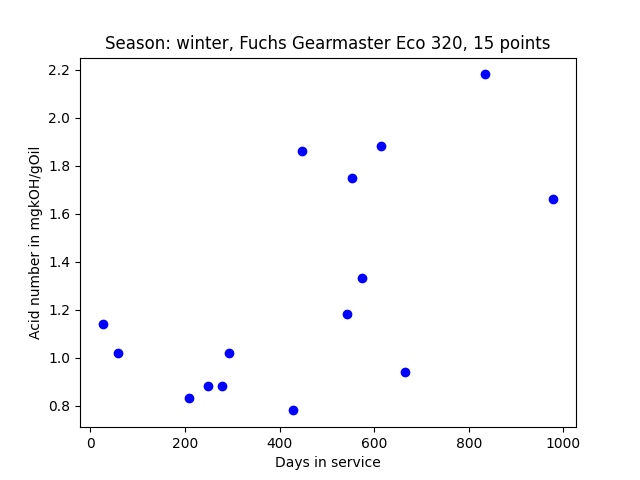 Season: winter, Fuchs Gearmaster Eco 320, 15 points
Acid number in mgkOH/gOil
2.2
2.0
1.8
1.6
1.4
1.2
1.0
0.8
0 200 400 600 800 1000
Days in service